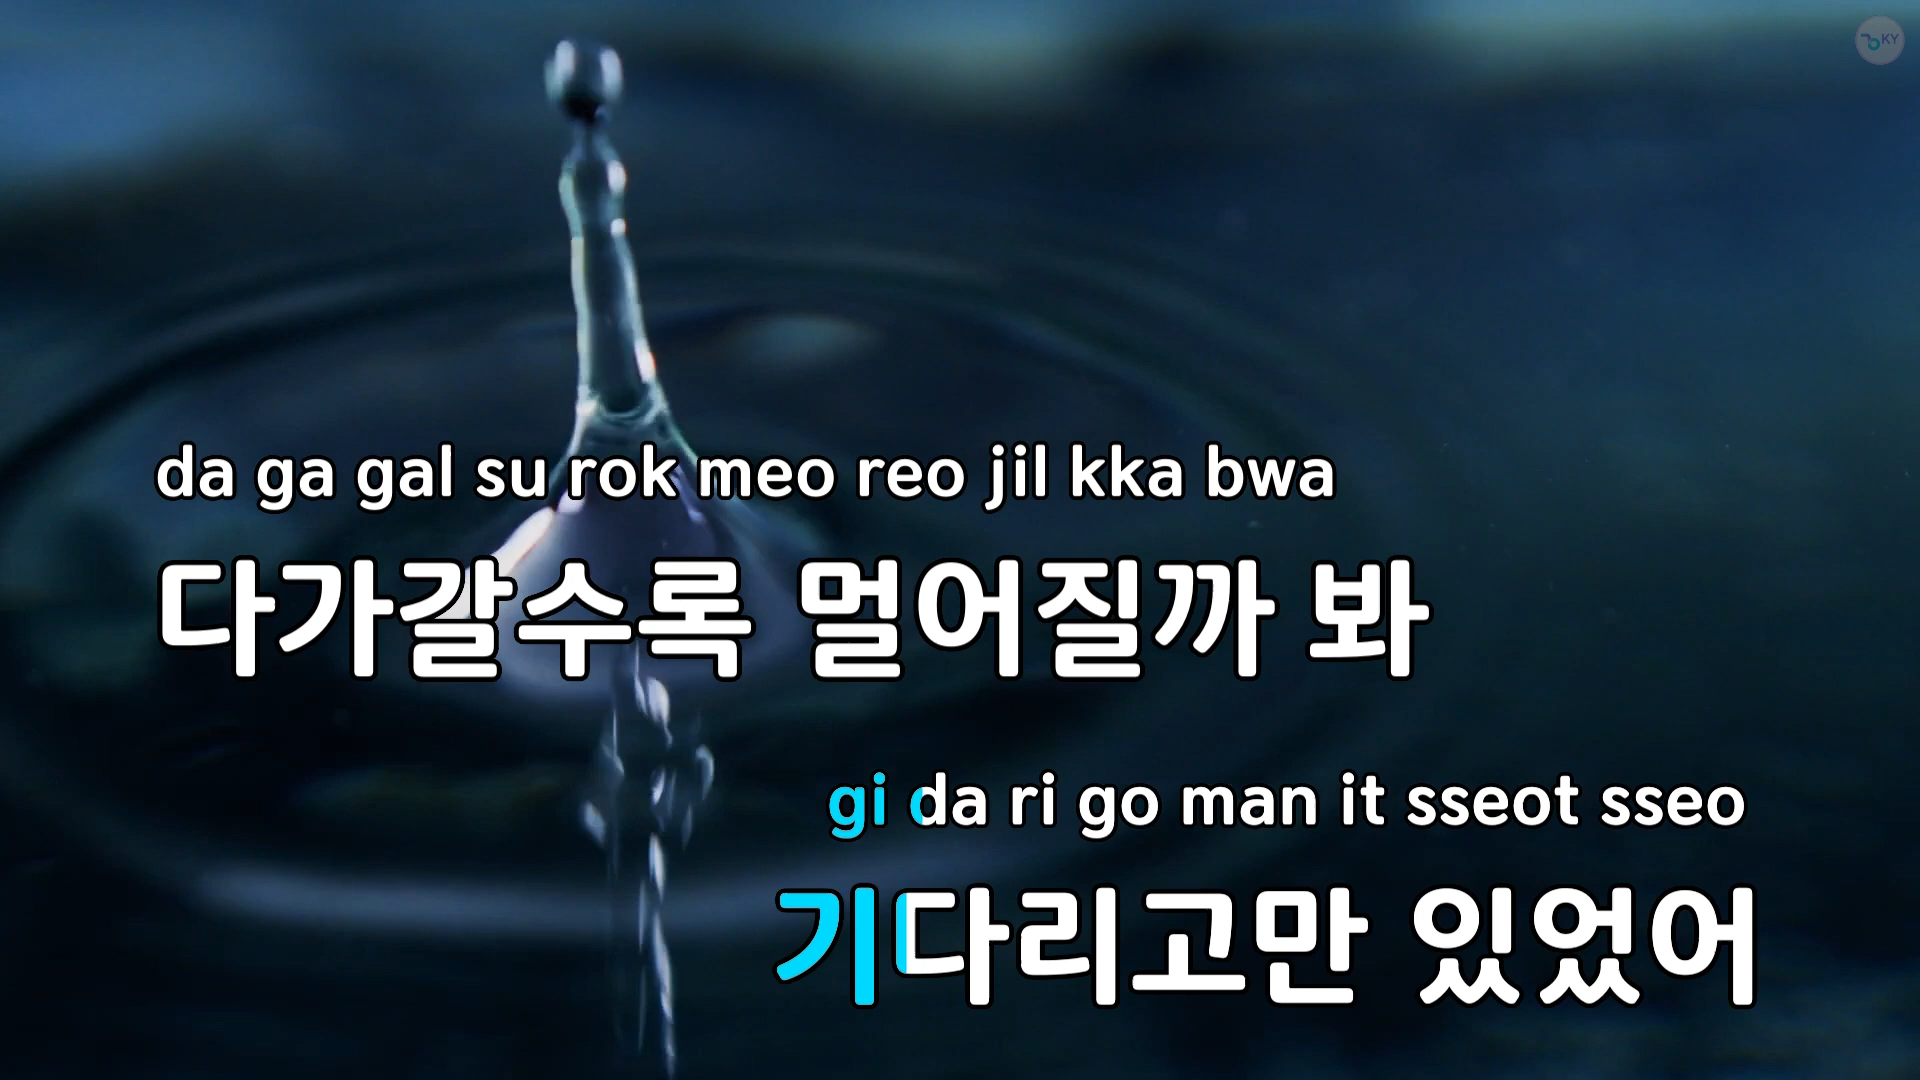 KY
da ga gal su rok meo reo jil kka bwa
다가갈수록 멀어질까 봐
gi da ri go man it sseot sseo
기다리고만 있었어